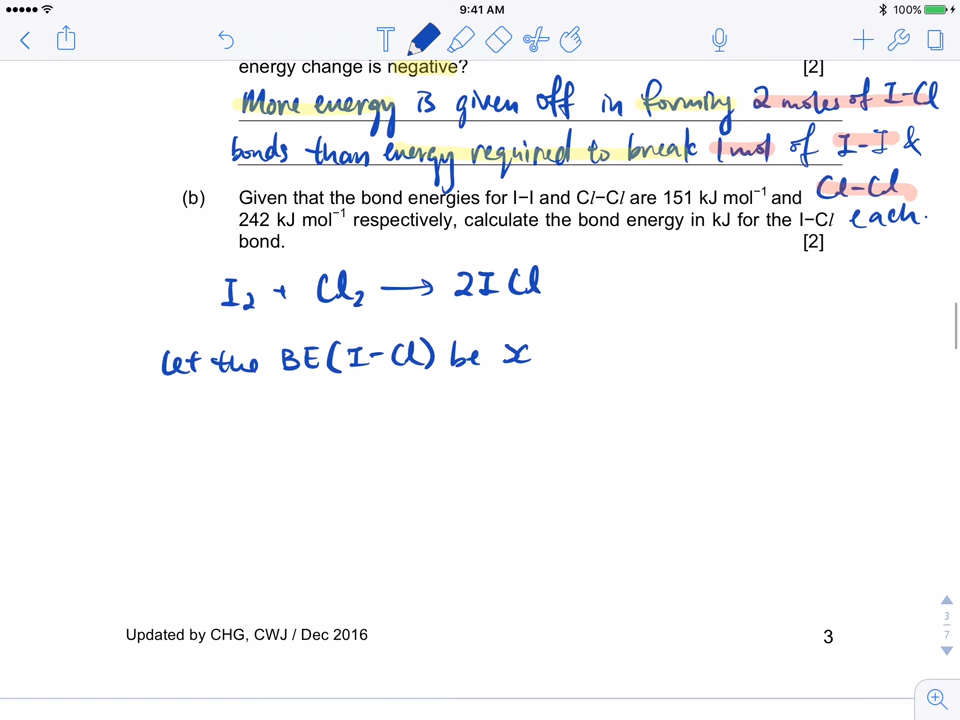 9:41 AM
100%
energy change is negative? [2]
More energy is given off in forming 2 moles of I-Cl
bonds than energy required to break 1 mol of I-I &
Cl-Cl
each.
(b) Given that the bond energies for I−I and Cl−Cl are 151 kJ mol⁻¹ and
242 kJ mol⁻¹ respectively, calculate the bond energy in kJ for the I−Cl
bond. [2]
I₂ + Cl₂ ⟶ 2ICl
Let the BE(I-Cl) be x
3
7
Updated by CHG, CWJ / Dec 2016 3